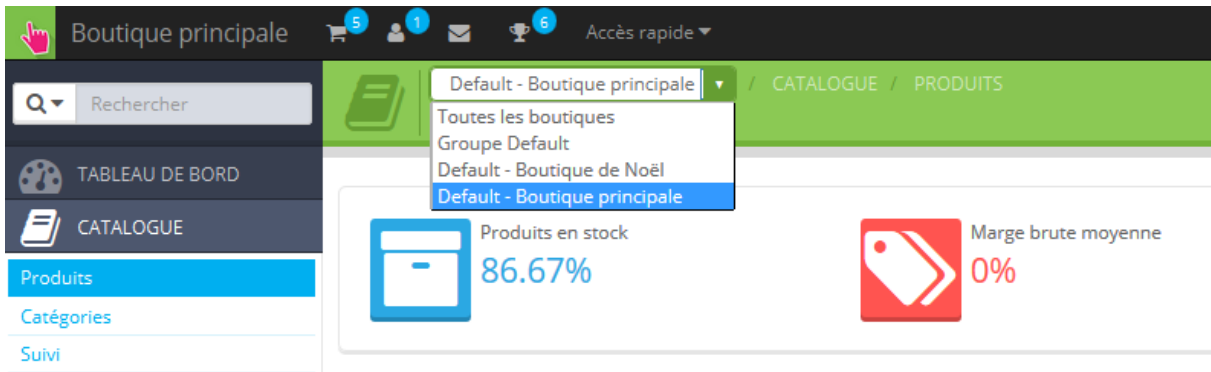 Boutique principale 5 1 6 Accès rapide
Default - Boutique principale / CATALOGUE / PRODUITS
Rechercher
Toutes les boutiques
Groupe Default
Default - Boutique de Noël
Default - Boutique principale
TABLEAU DE BORD
CATALOGUE
Produits
Catégories
Suivi
Produits en stock
86.67%
Marge brute moyenne
0%